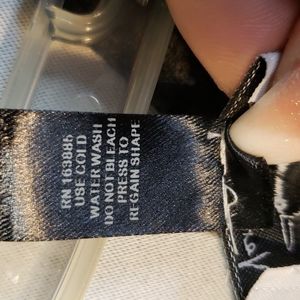 RN 163886
USE COLD
WATER WASH
DO NOT BLEACH
PRESS TO
REGAIN SHAPE